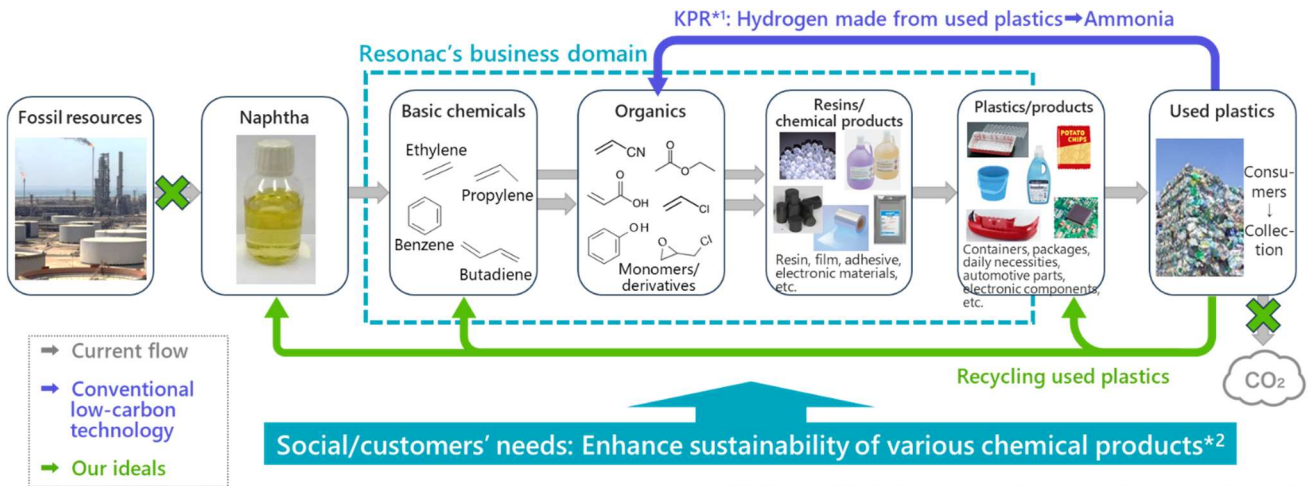 KPR*1: Hydrogen made from used plastics➡Ammonia
Resonac's business domain
Fossil resources
Naphtha
Basic chemicals
Ethylene
Propylene
Benzene
Butadiene
Organics
CN
O
O
O
OH
Cl
OH
O
Cl
Monomers/
derivatives
Resins/
chemical products
Resin, film, adhesive,
electronic materials,
etc.
Plastics/products
POTATO
CHIPS
Containers, packages,
daily necessities,
automotive parts,
electronic components,
etc.
Used plastics
Consu-
mers
↓
Collec-
tion
➡ Current flow
➡ Conventional
low-carbon
technology
➡ Our ideals
Recycling used plastics
CO2
Social/customers' needs: Enhance sustainability of various chemical products*2